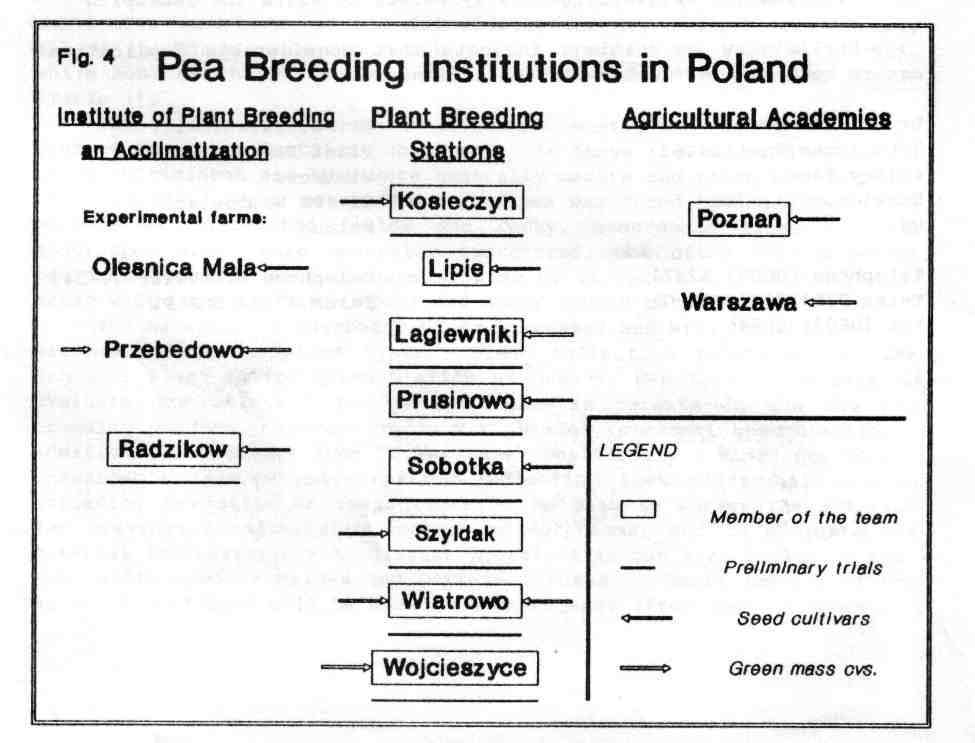 Fig. 4
Pea Breeding Institutions in Poland
Institute of Plant Breeding
an Acclimatization
Experimental farms:
Olesnica Mala
Przebedowo
Radzikow
Plant Breeding
Stations
Kosieczyn
Lipie
Lagiewniki
Prusinowo
Sobotka
Szyldak
Wiatrowo
Wojcieszyce
Agricultural Academies
Poznan
Warszawa
LEGEND
Member of the team
Preliminary trials
Seed cultivars
Green mass cvs.